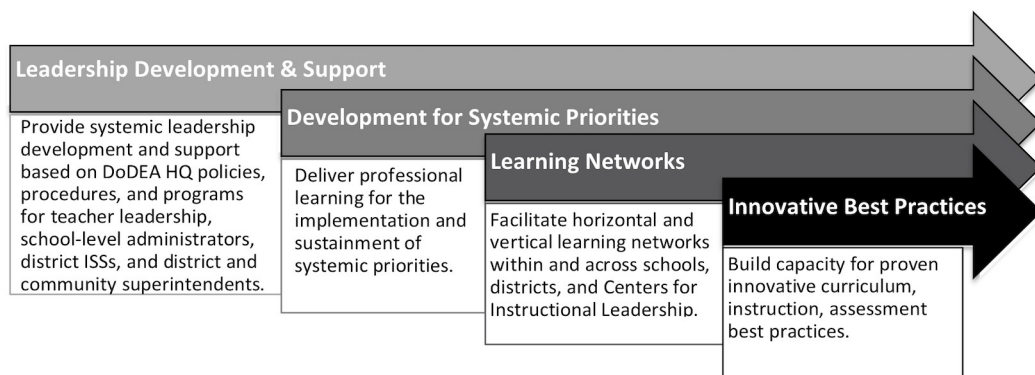 Leadership Development & Support
Provide systemic leadership
development and support
based on DoDEA HQ policies,
procedures, and programs
for teacher leadership,
school-level administrators,
district ISSs, and district and
community superintendents.
Development for Systemic Priorities
Deliver professional
learning for the
implementation and
sustainment of
systemic priorities.
Learning Networks
Facilitate horizontal and
vertical learning networks
within and across schools,
districts, and Centers for
Instructional Leadership.
Innovative Best Practices
Build capacity for proven
innovative curriculum,
instruction, assessment
best practices.